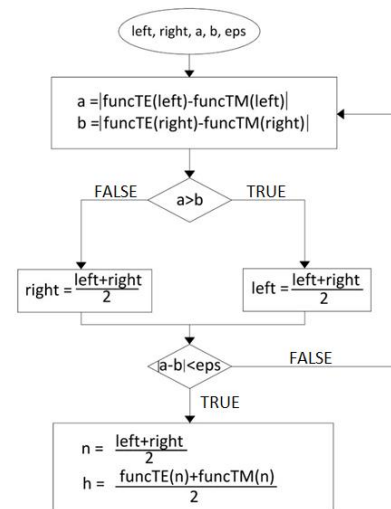 left, right, a, b, eps
a =|funcTE(left)-funcTM(left)|
b =|funcTE(right)-funcTM(right)|
FALSE
a>b
TRUE
right = left+right
2
left = left+right
2
|a-b|<eps
FALSE
TRUE
n = left+right
2
h = funcTE(n)+funcTM(n)
2